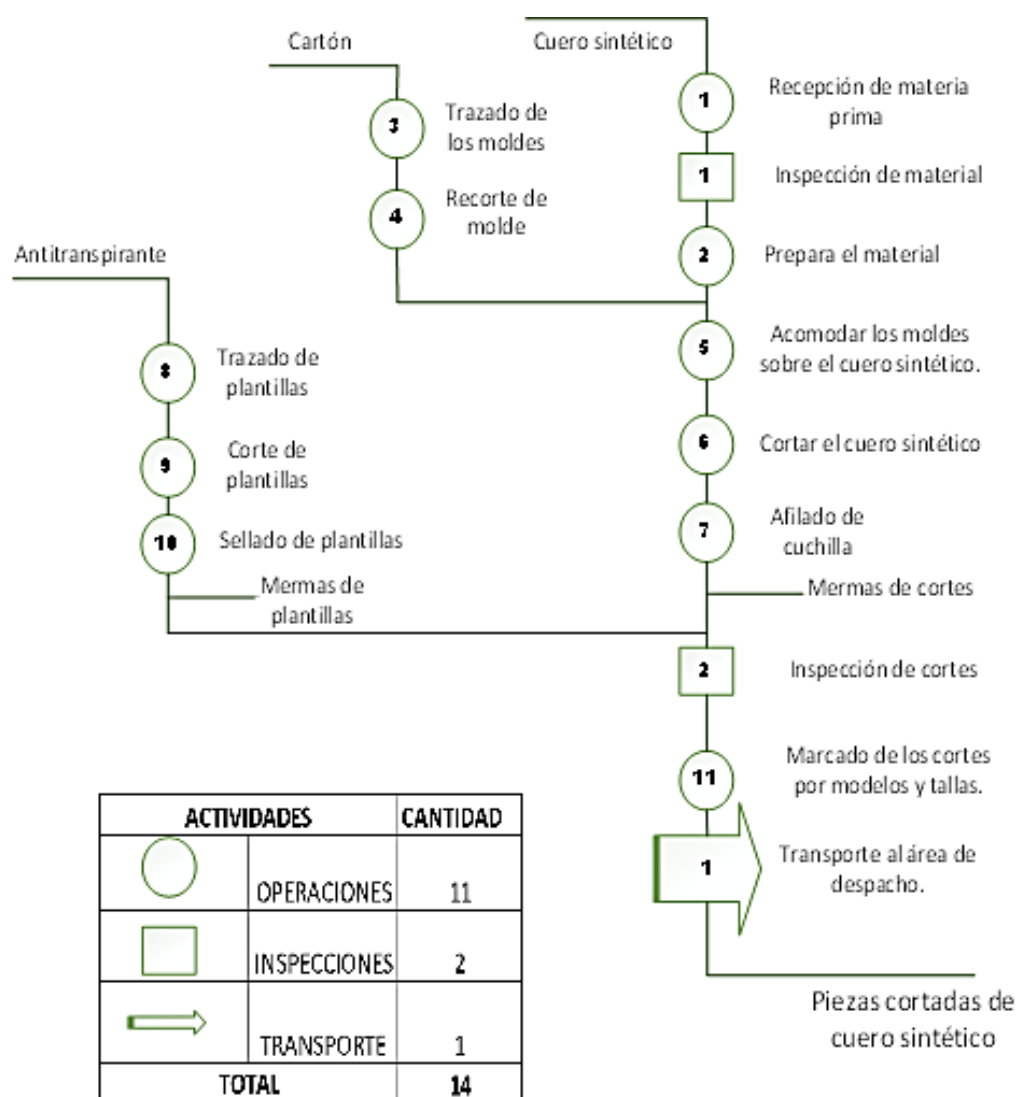 Cartón
Cuero sintético
1
Recepción de materia
prima
3
Trazado de
los moldes
1
Inspección de material
4
Recorte de
molde
2
Prepara el material
Antitranspirante
5
Acomodar los moldes
sobre el cuero sintético.
8
Trazado de
plantillas
6
Cortar el cuero sintético
9
Corte de
plantillas
7
Afilado de
cuchilla
10
Sellado de plantillas
Mermas de
plantillas
Mermas de cortes
2
Inspección de cortes
11
Marcado de los cortes
por modelos y tallas.
1
Transporte al área de
despacho.
Piezas cortadas de
cuero sintético
ACTIVIDADES CANTIDAD
OPERACIONES 11
INSPECCIONES 2
TRANSPORTE 1
TOTAL 14